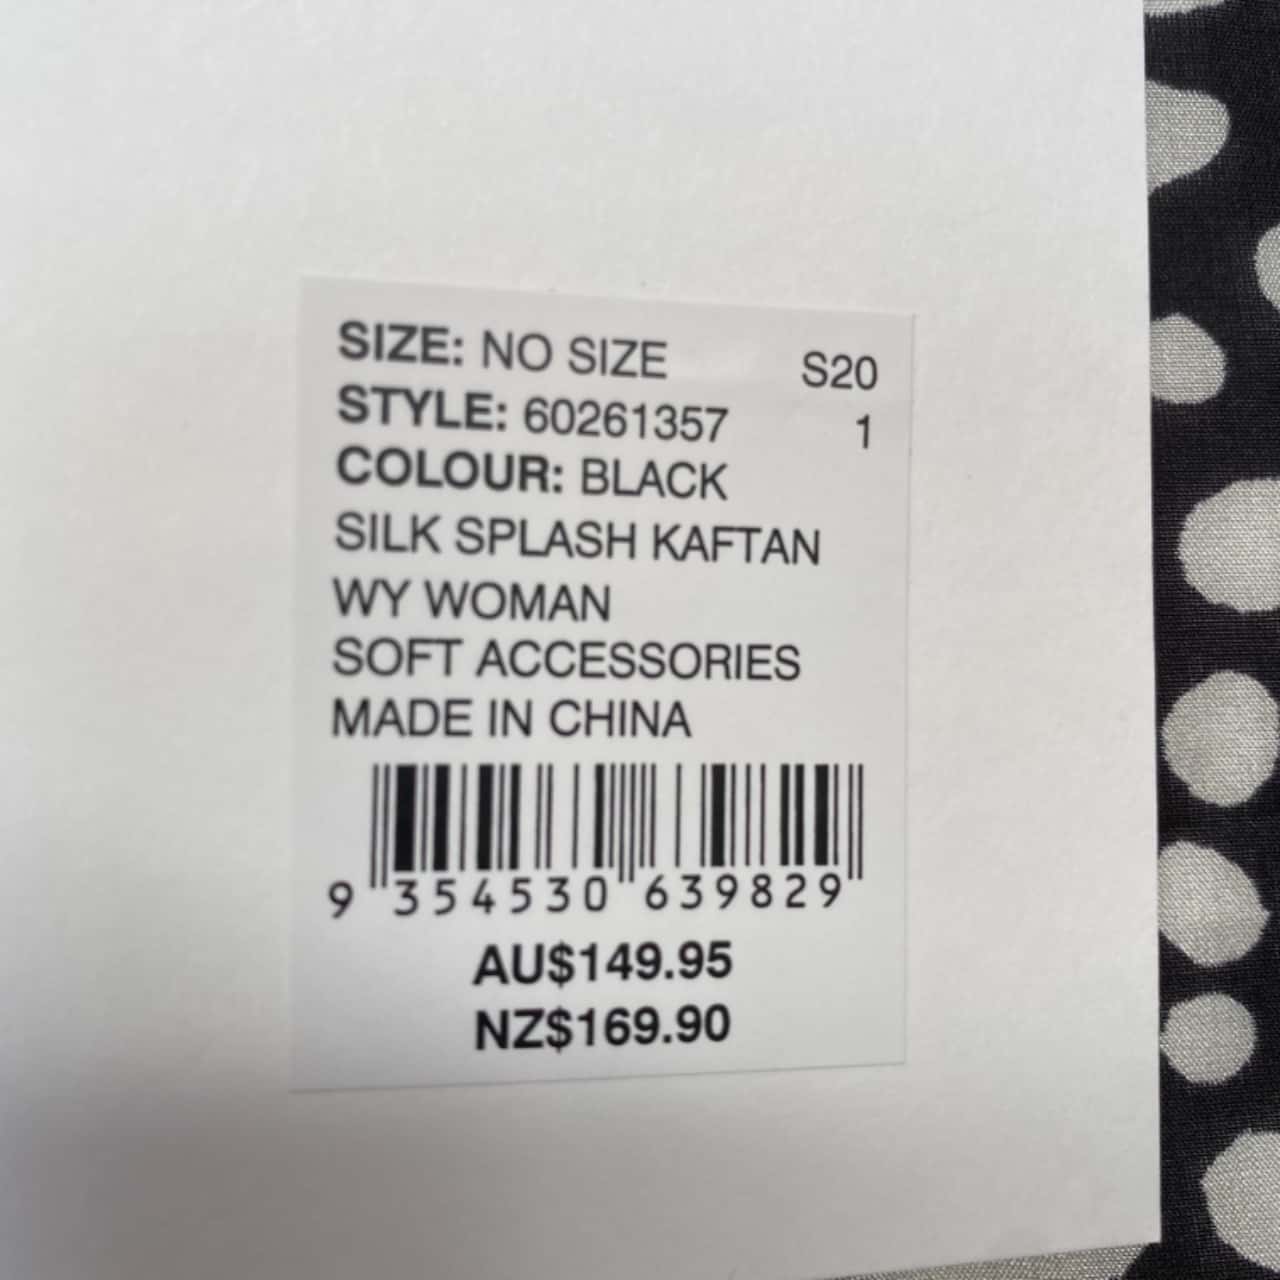 SIZE: NO SIZE S20
STYLE: 60261357 1
COLOUR: BLACK
SILK SPLASH KAFTAN
WY WOMAN
SOFT ACCESSORIES
MADE IN CHINA
9 354530 639829
AU$149.95
NZ$169.90